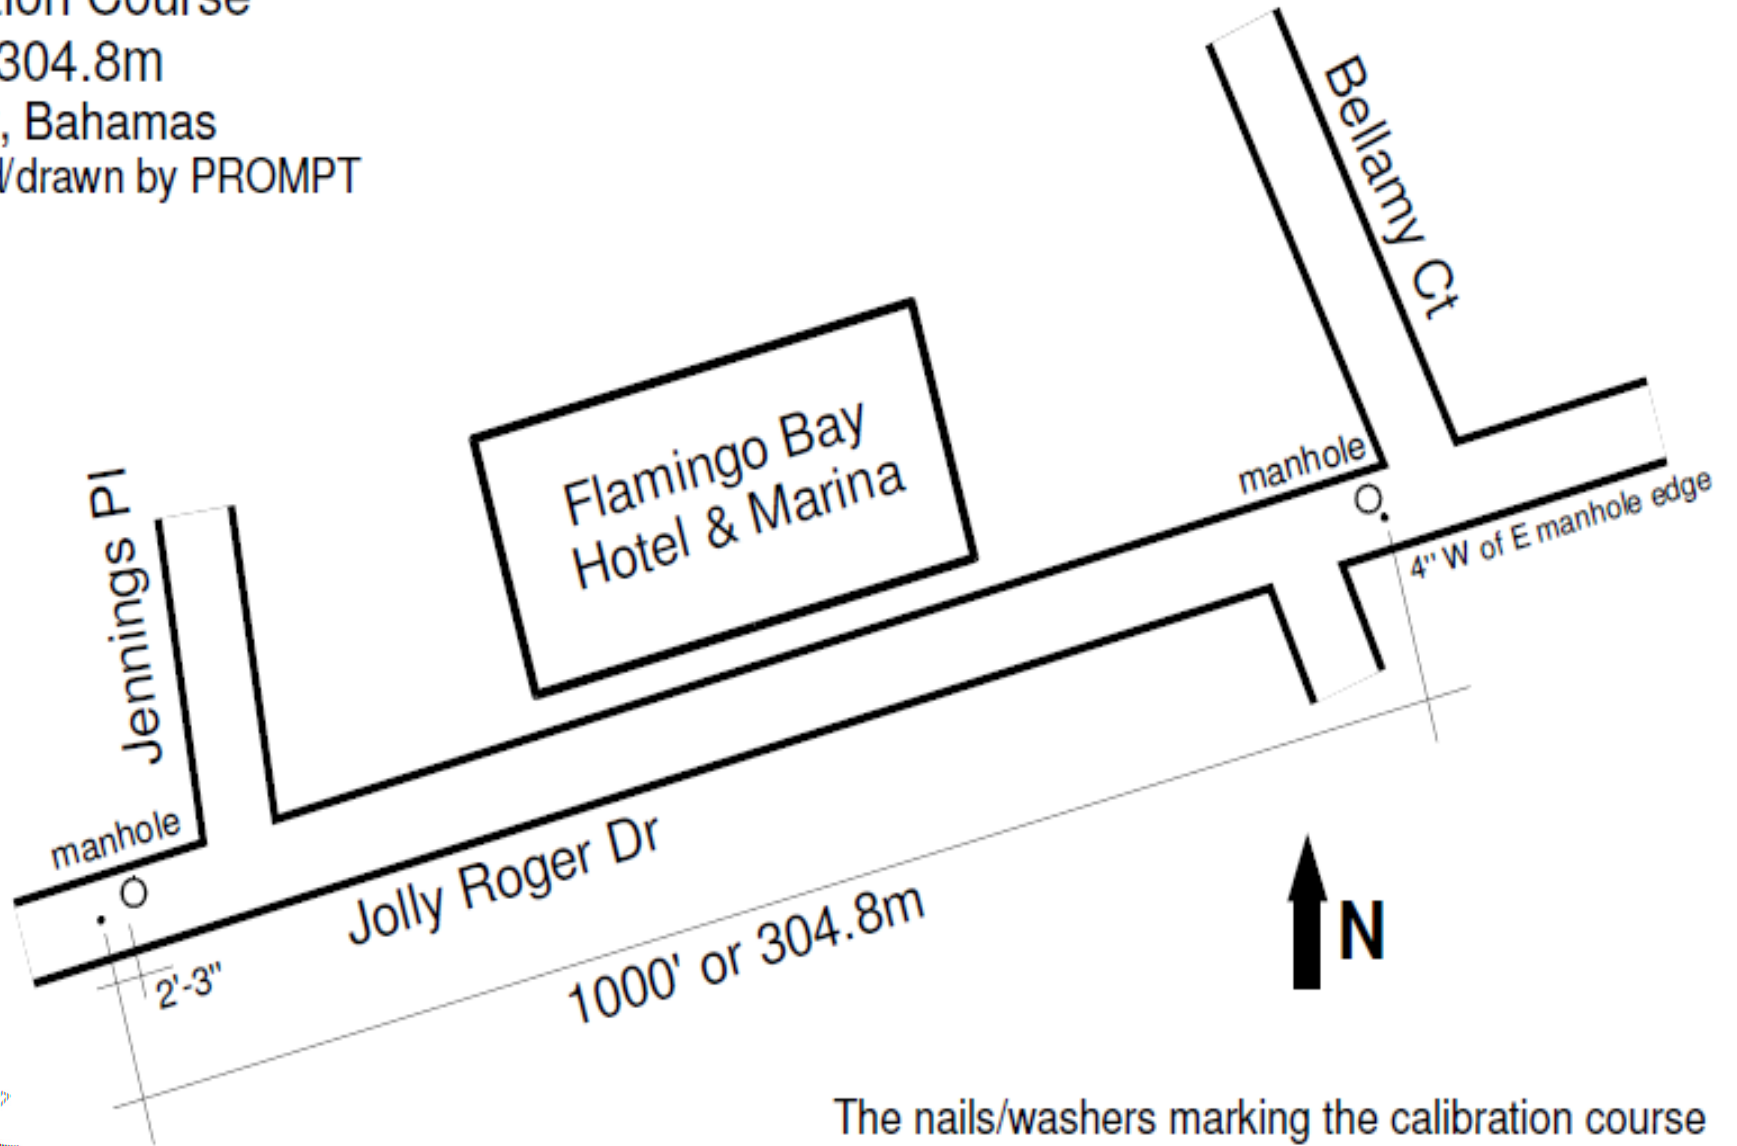 Course
304.8m
, Bahamas
/drawn by PROMPT
Bellamy Ct
Flamingo Bay
Hotel & Marina
manhole
4" W of E manhole edge
Jennings Pl
manhole
2'-3"
Jolly Roger Dr
1000' or 304.8m
N
The nails/washers marking the calibration course